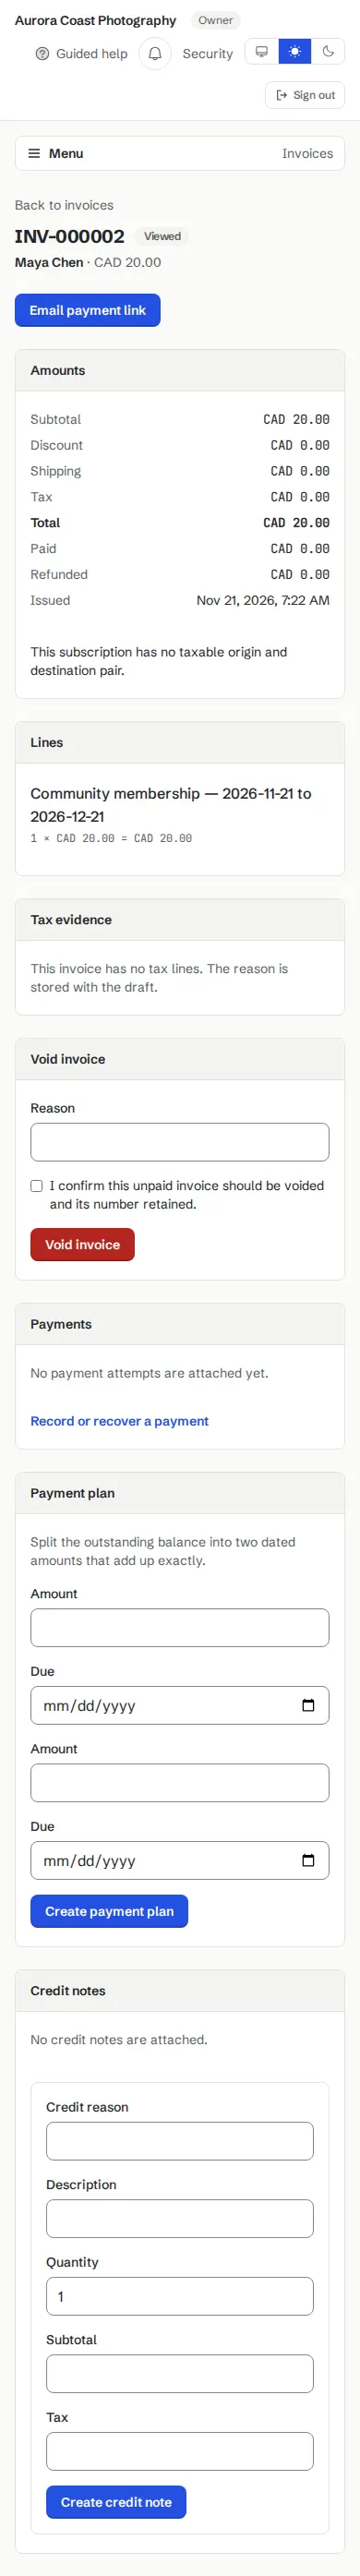 Aurora Coast Photography Owner
Guided help Security
Sign out
Menu Invoices
Back to invoices
INV-000002 Viewed
Maya Chen · CAD 20.00
Email payment link
Amounts
Subtotal CAD 20.00
Discount CAD 0.00
Shipping CAD 0.00
Tax CAD 0.00
Total CAD 20.00
Paid CAD 0.00
Refunded CAD 0.00
Issued Nov 21, 2026, 7:22 AM
This subscription has no taxable origin and
destination pair.
Lines
Community membership — 2026-11-21 to
2026-12-21
1 × CAD 20.00 = CAD 20.00
Tax evidence
This invoice has no tax lines. The reason is
stored with the draft.
Void invoice
Reason
I confirm this unpaid invoice should be voided
and its number retained.
Void invoice
Payments
No payment attempts are attached yet.
Record or recover a payment
Payment plan
Split the outstanding balance into two dated
amounts that add up exactly.
Amount
Due
mm/dd/yyyy
Amount
Due
mm/dd/yyyy
Create payment plan
Credit notes
No credit notes are attached.
Credit reason
Description
Quantity
1
Subtotal
Tax
Create credit note